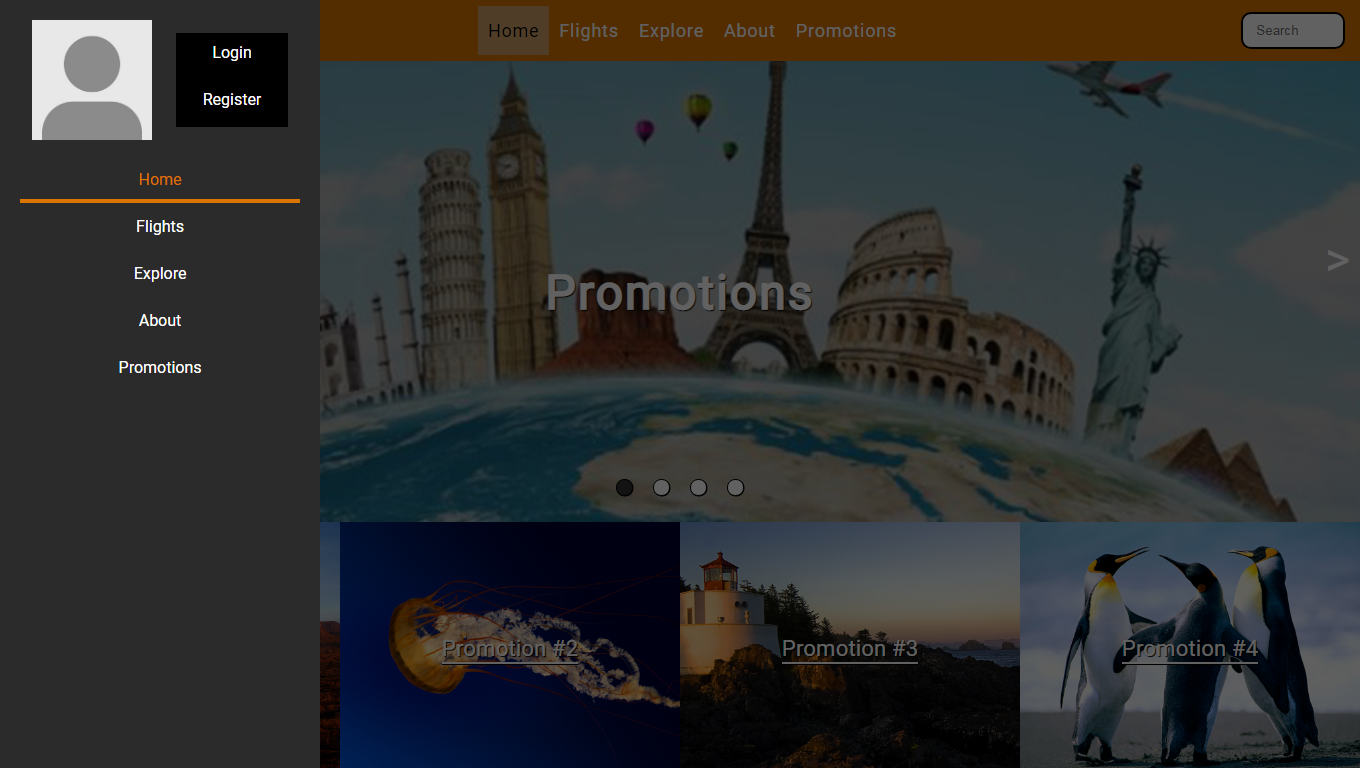 Login
Register
Home
Flights
Explore
About
Promotions
Home Flights Explore About Promotions
Search
Promotions
>
Promotion #2
Promotion #3
Promotion #4